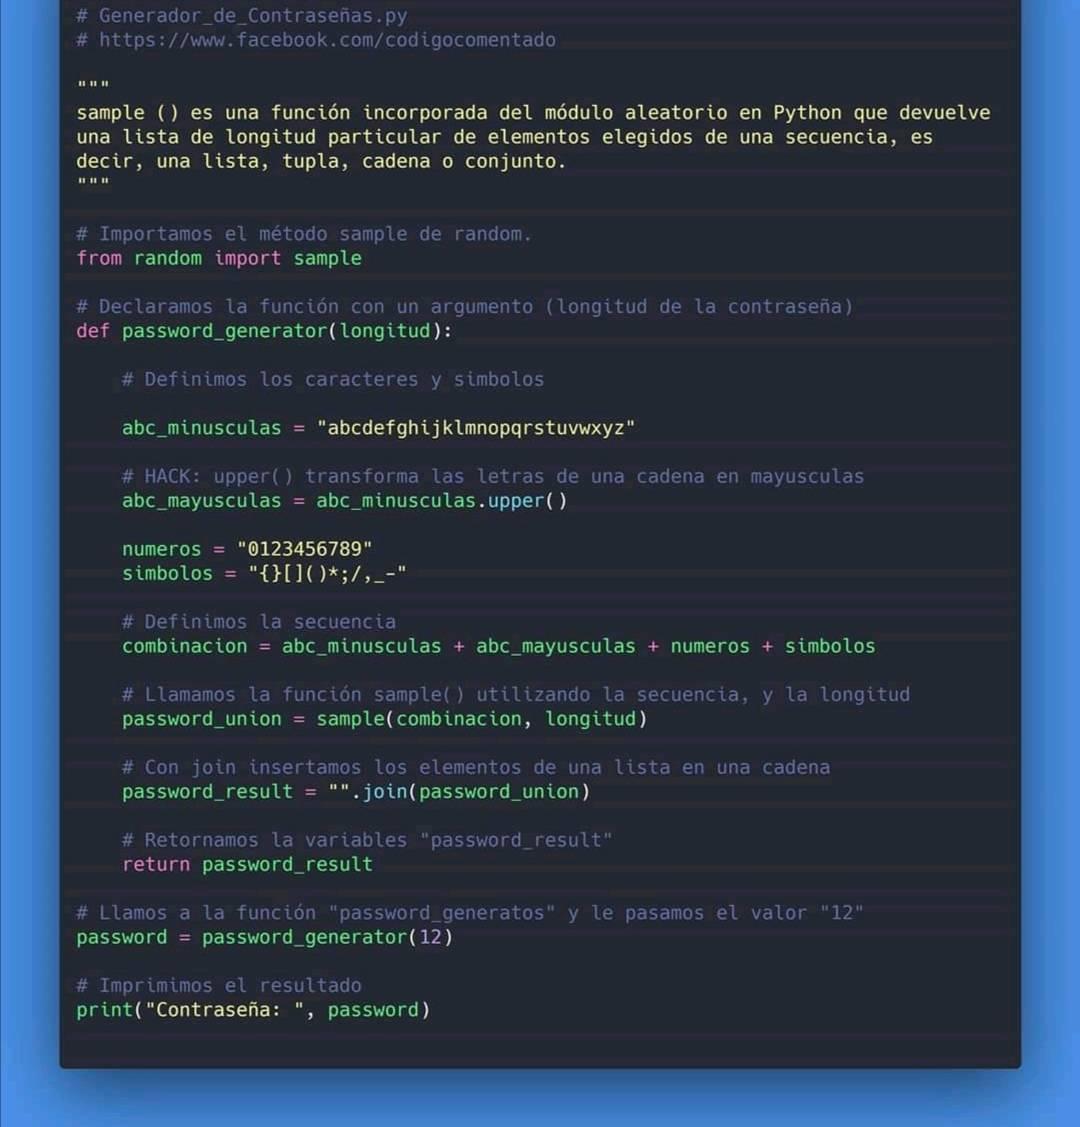 # Generador_de_Contraseñas.py
# https://www.facebook.com/codigocomentado
"""
sample () es una función incorporada del módulo aleatorio en Python que devuelve
una lista de longitud particular de elementos elegidos de una secuencia, es
decir, una lista, tupla, cadena o conjunto.
"""
# Importamos el método sample de random.
from random import sample
# Declaramos la función con un argumento (longitud de la contraseña)
def password_generator(longitud):
# Definimos los caracteres y simbolos
abc_minusculas = "abcdefghijklmnopqrstuvwxyz"
# HACK: upper() transforma las letras de una cadena en mayusculas
abc_mayusculas = abc_minusculas.upper()
numeros = "0123456789"
simbolos = "{}[]()*;/,_-"
# Definimos la secuencia
combinacion = abc_minusculas + abc_mayusculas + numeros + simbolos
# Llamamos la función sample() utilizando la secuencia, y la longitud
password_union = sample(combinacion, longitud)
# Con join insertamos los elementos de una lista en una cadena
password_result = "".join(password_union)
# Retornamos la variables "password_result"
return password_result
# Llamos a la función "password_generatos" y le pasamos el valor "12"
password = password_generator(12)
# Imprimimos el resultado
print("Contraseña: ", password)